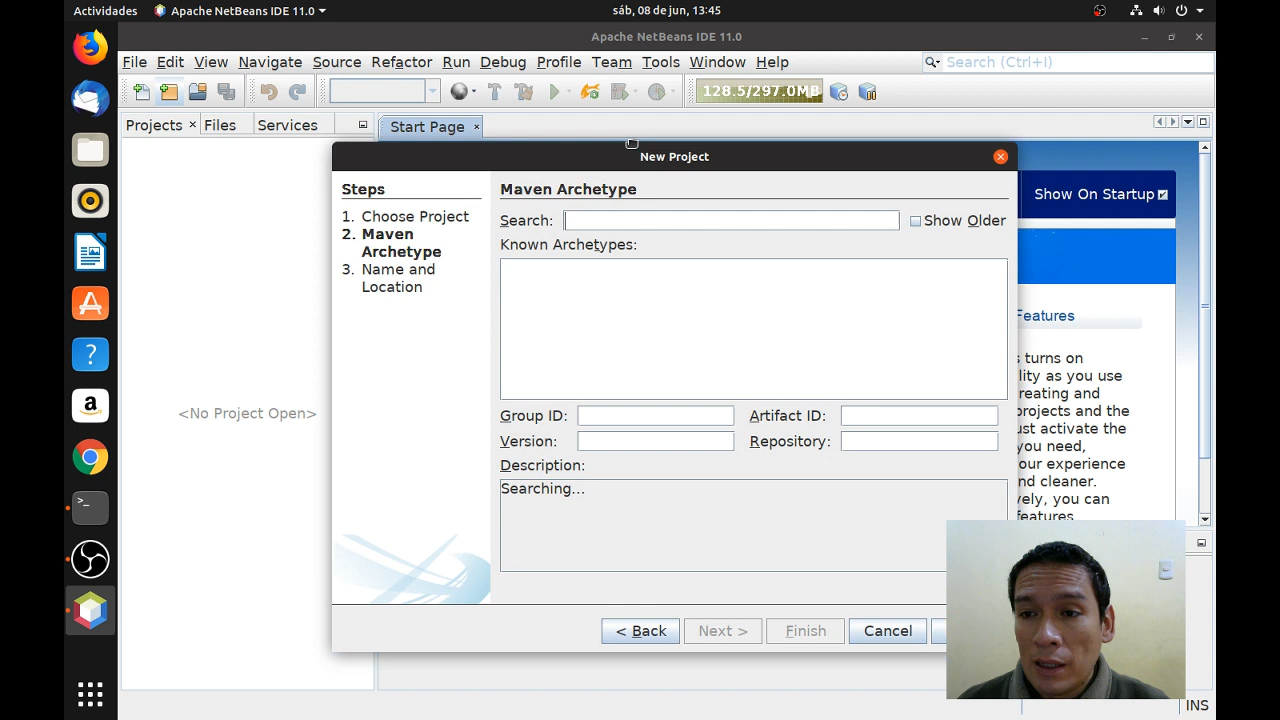 Actividades
Apache NetBeans IDE 11.0
sáb, 08 de jun, 13:45
Apache NetBeans IDE 11.0
File Edit View Navigate Source Refactor Run Debug Profile Team Tools Window Help
Search (Ctrl+I)
128.5/297.0MB
Projects × Files Services
Start Page ×
New Project
Show On Startup
Steps
1. Choose Project
2. Maven
Archetype
3. Name and
Location
Maven Archetype
Search:
Show Older
Known Archetypes:
Group ID:
Artifact ID:
Version:
Repository:
Description:
Searching...
< Back
Next >
Finish
Cancel
<No Project Open>
Features
s turns on
ility as you use
creating and
projects and the
ust activate the
you need,
our experience
nd cleaner.
vely, you can
features
INS